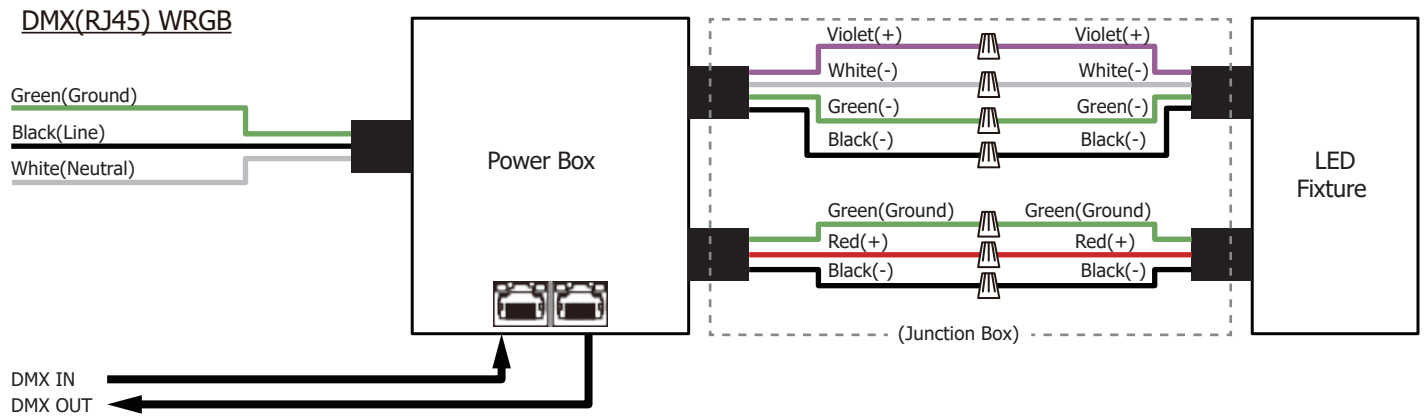 DMX(RJ45) WRGB
Green(Ground)
Black(Line)
White(Neutral)
Power Box
Violet(+) Violet(+)
White(-) White(-)
Green(-) Green(-)
Black(-) Black(-)
Green(Ground) Green(Ground)
Red(+) Red(+)
Black(-) Black(-)
(Junction Box)
LED
Fixture
DMX IN
DMX OUT